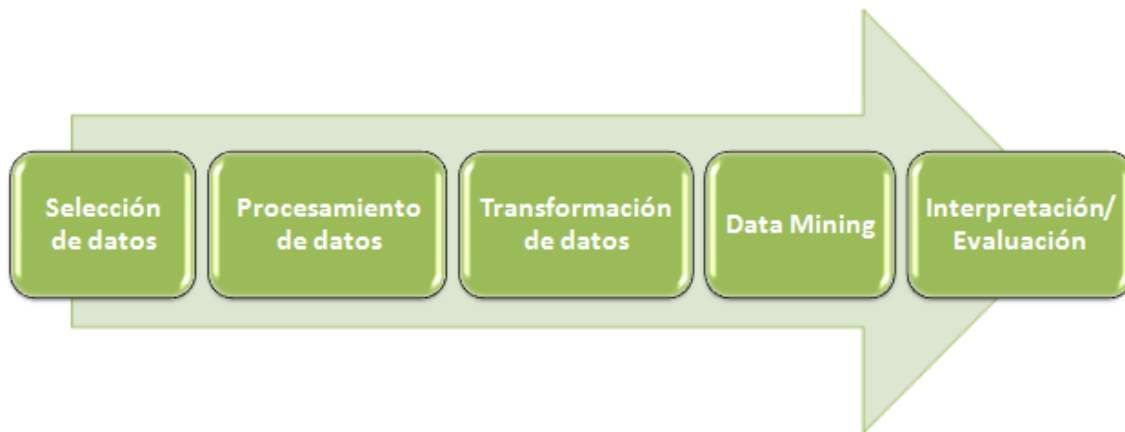 Selección
de datos
Procesamiento
de datos
Transformación
de datos
Data Mining
Interpretación/
Evaluación